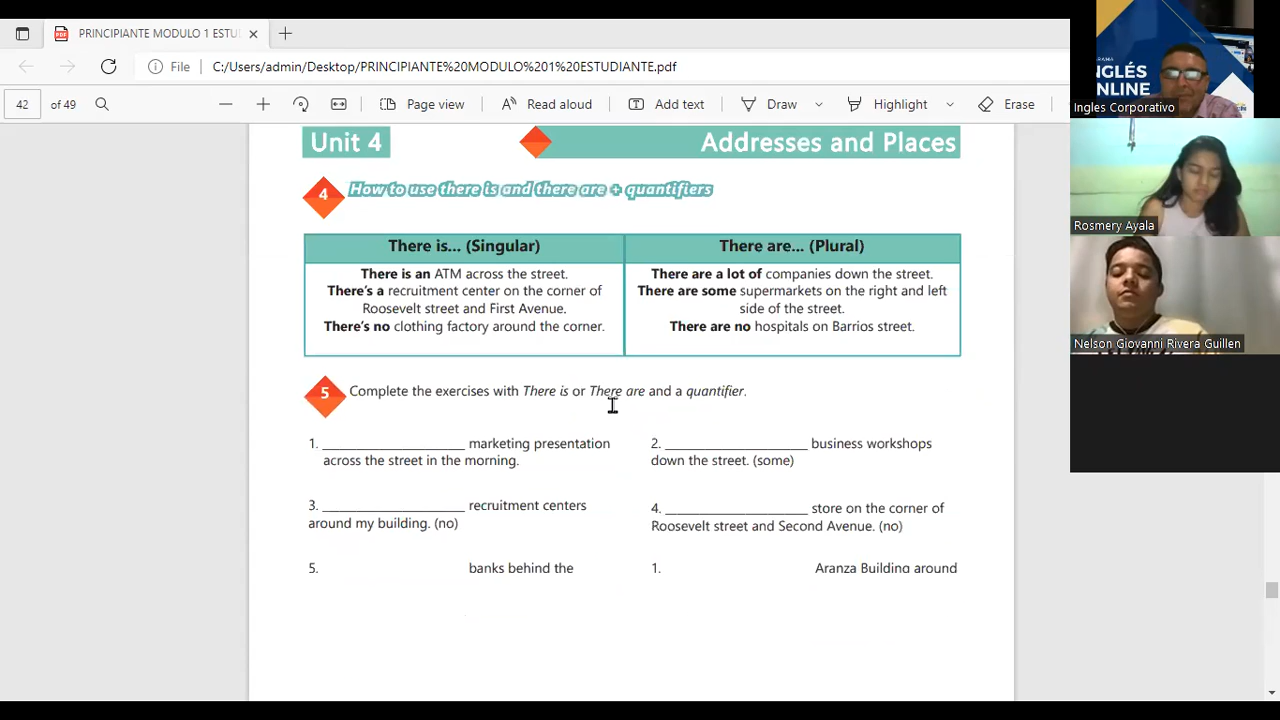 PRINCIPIANTE MODULO 1 ESTU
File C:/Users/admin/Desktop/PRINCIPIANTE%20MODULO%201%20ESTUDIANTE.pdf
42 of 49 Page view Read aloud Add text Draw Highlight Erase
Unit 4 Addresses and Places
4 How to use there is and there are + quantifiers
There is... (Singular)
There is an ATM across the street.
There's a recruitment center on the corner of
Roosevelt street and First Avenue.
There's no clothing factory around the corner.
There are... (Plural)
There are a lot of companies down the street.
There are some supermarkets on the right and left
side of the street.
There are no hospitals on Barrios street.
5 Complete the exercises with There is or There are and a quantifier.
1. ____________________ marketing presentation
across the street in the morning.
2. ____________________ business workshops
down the street. (some)
3. ____________________ recruitment centers
around my building. (no)
4. ____________________ store on the corner of
Roosevelt street and Second Avenue. (no)
5. banks behind the
1. Aranza Building around
INGLÉS
ONLINE
Ingles Corporativo
Rosmery Ayala
Nelson Giovanni Rivera Guillen